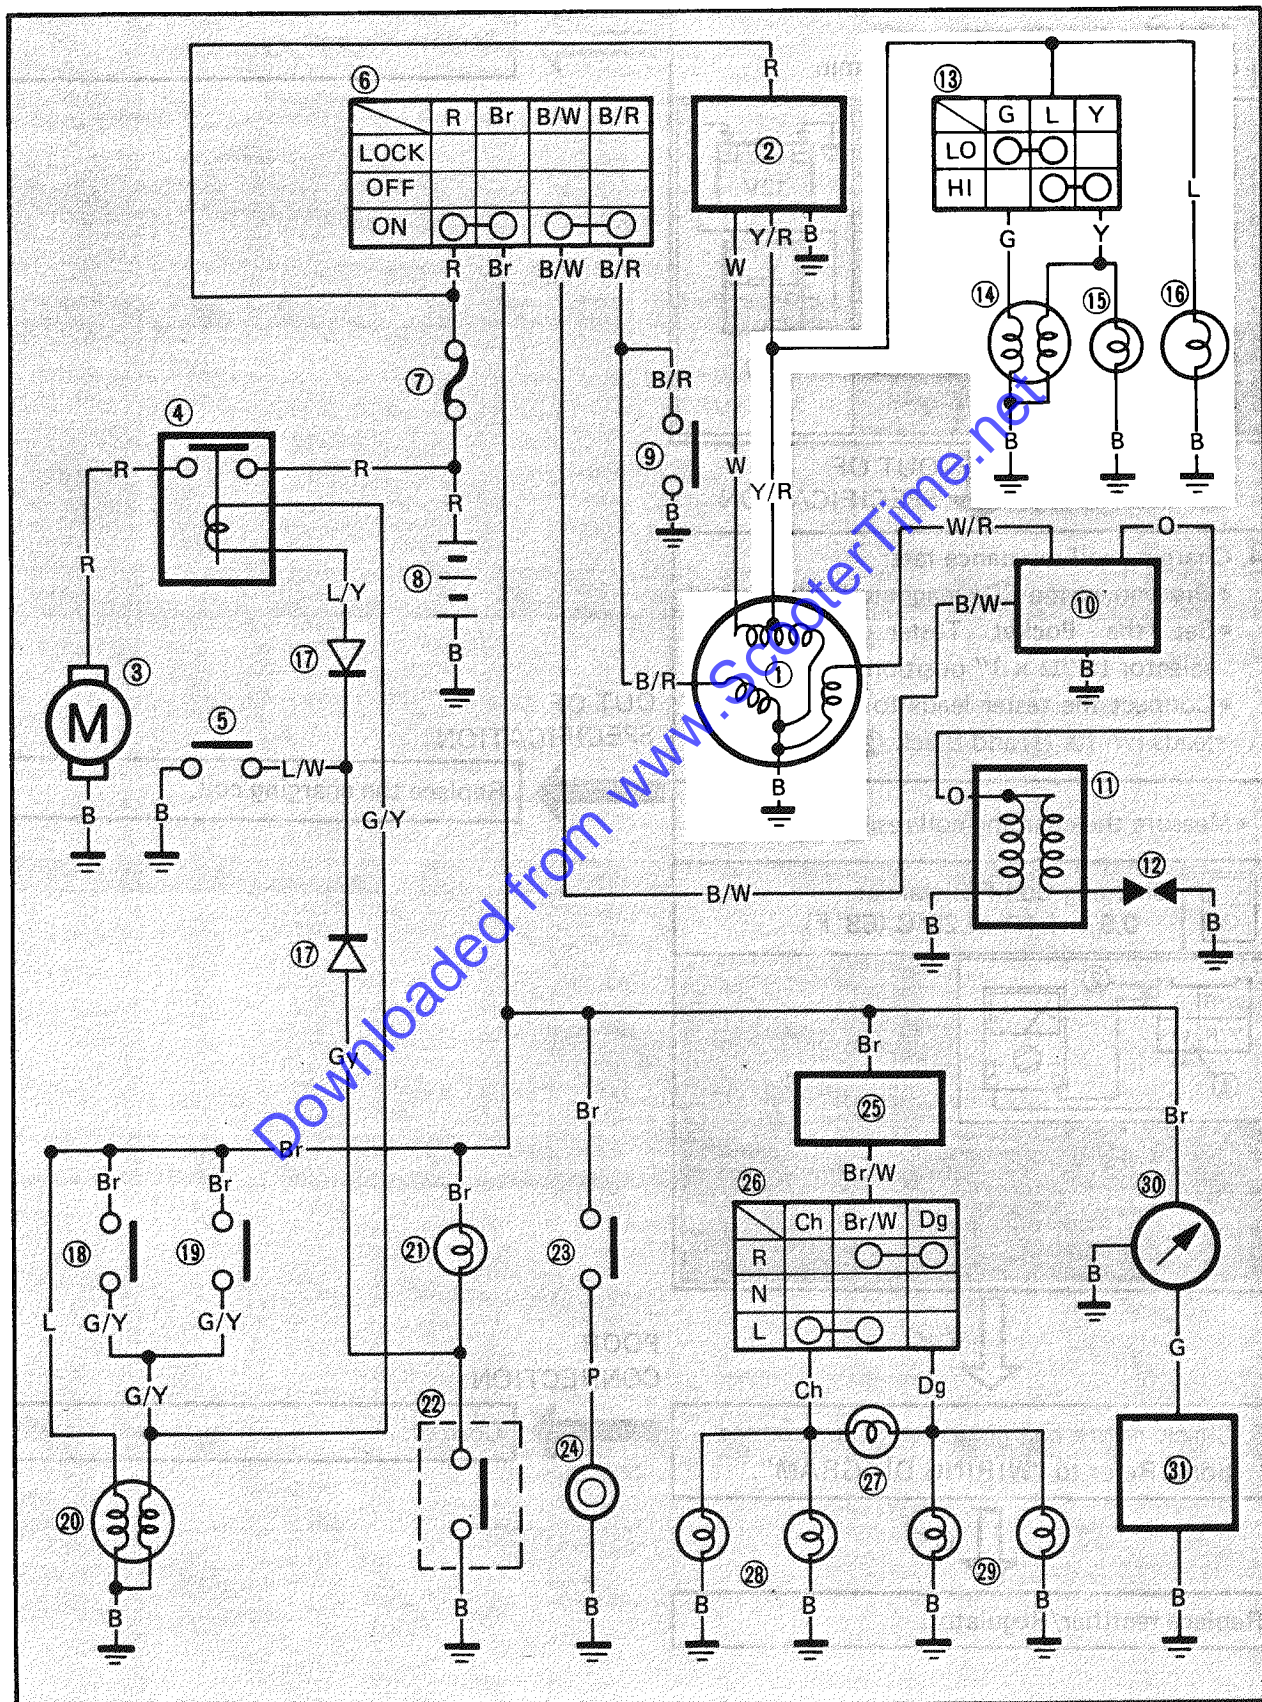 R
⑥
⑬
R Br B/W B/R
G L Y
LOCK
②
LO
OFF
HI
L
ON
G Y
Y/R B
R Br B/W B/R
W
⑭ ⑮ ⑯
⑦
B/R
④
⑨
B B B
R R
W
Y/R
R
B
W/R O
R
⑧
L/Y
B/W ⑩
⑰
B
③
B/R ①
B
M
⑤
L/W
B
⑪
B B
G/Y
O
B/W
⑫
B B
⑰
Br
Gy
Br
㉕
Br
Br
Br/W
Br Br Br
㉖
Ch Br/W Dg
㉚
⑱ ⑲ ㉑ ㉓
R
N
B
L
L G/Y G/Y
G
P
Ch Dg
G/Y
㉒
㉔
㉗
㉛
⑳
㉘ ㉙
B B B B B B B B
Downloaded from www.ScooterTime.net